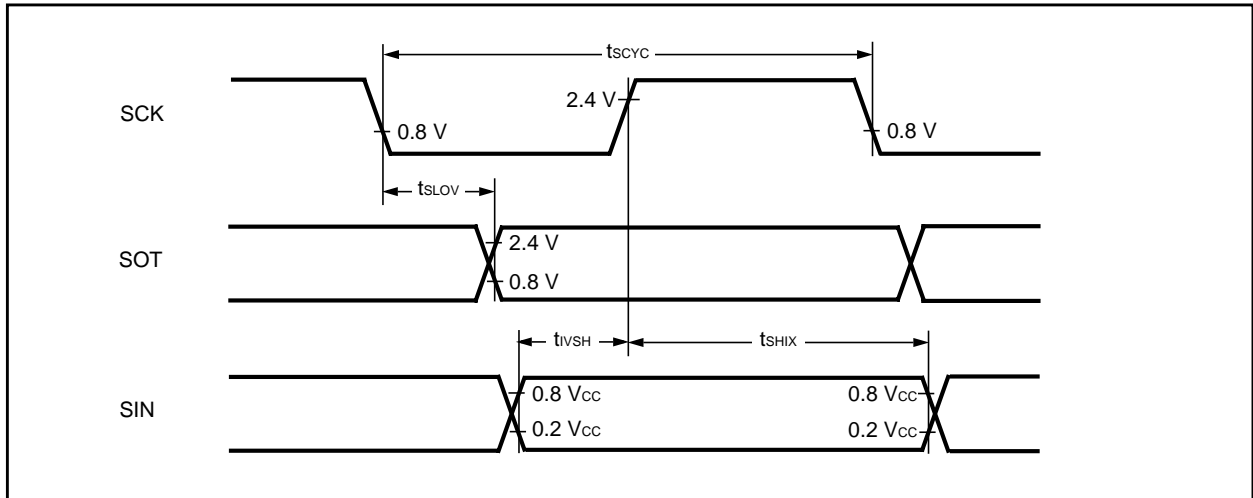 tSCYC
SCK
2.4 V
0.8 V
0.8 V
tSLOV
SOT
2.4 V
0.8 V
tIVSH
tSHIX
SIN
0.8 VCC
0.8 VCC
0.2 VCC
0.2 VCC